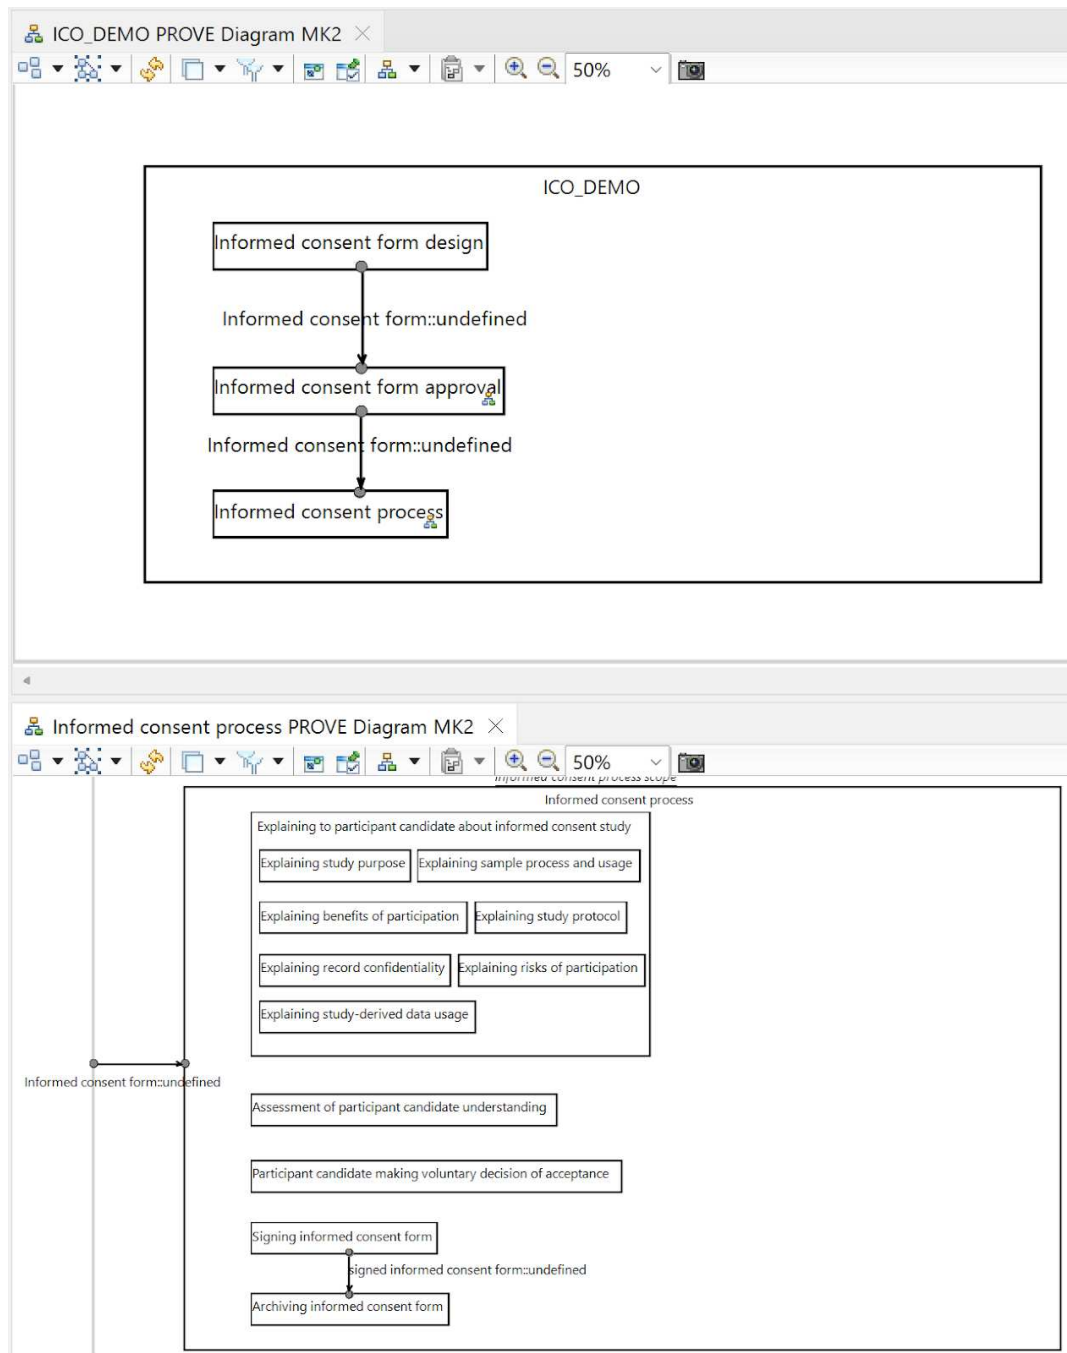 ICO_DEMO PROVE Diagram MK2
50%
ICO_DEMO
Informed consent form design
Informed consent form::undefined
Informed consent form approval
Informed consent form::undefined
Informed consent process
Informed consent process PROVE Diagram MK2
50%
Informed consent process scope
Informed consent process
Explaining to participant candidate about informed consent study
Explaining study purpose
Explaining sample process and usage
Explaining benefits of participation
Explaining study protocol
Explaining record confidentiality
Explaining risks of participation
Explaining study-derived data usage
Informed consent form::undefined
Assessment of participant candidate understanding
Participant candidate making voluntary decision of acceptance
Signing informed consent form
signed informed consent form::undefined
Archiving informed consent form